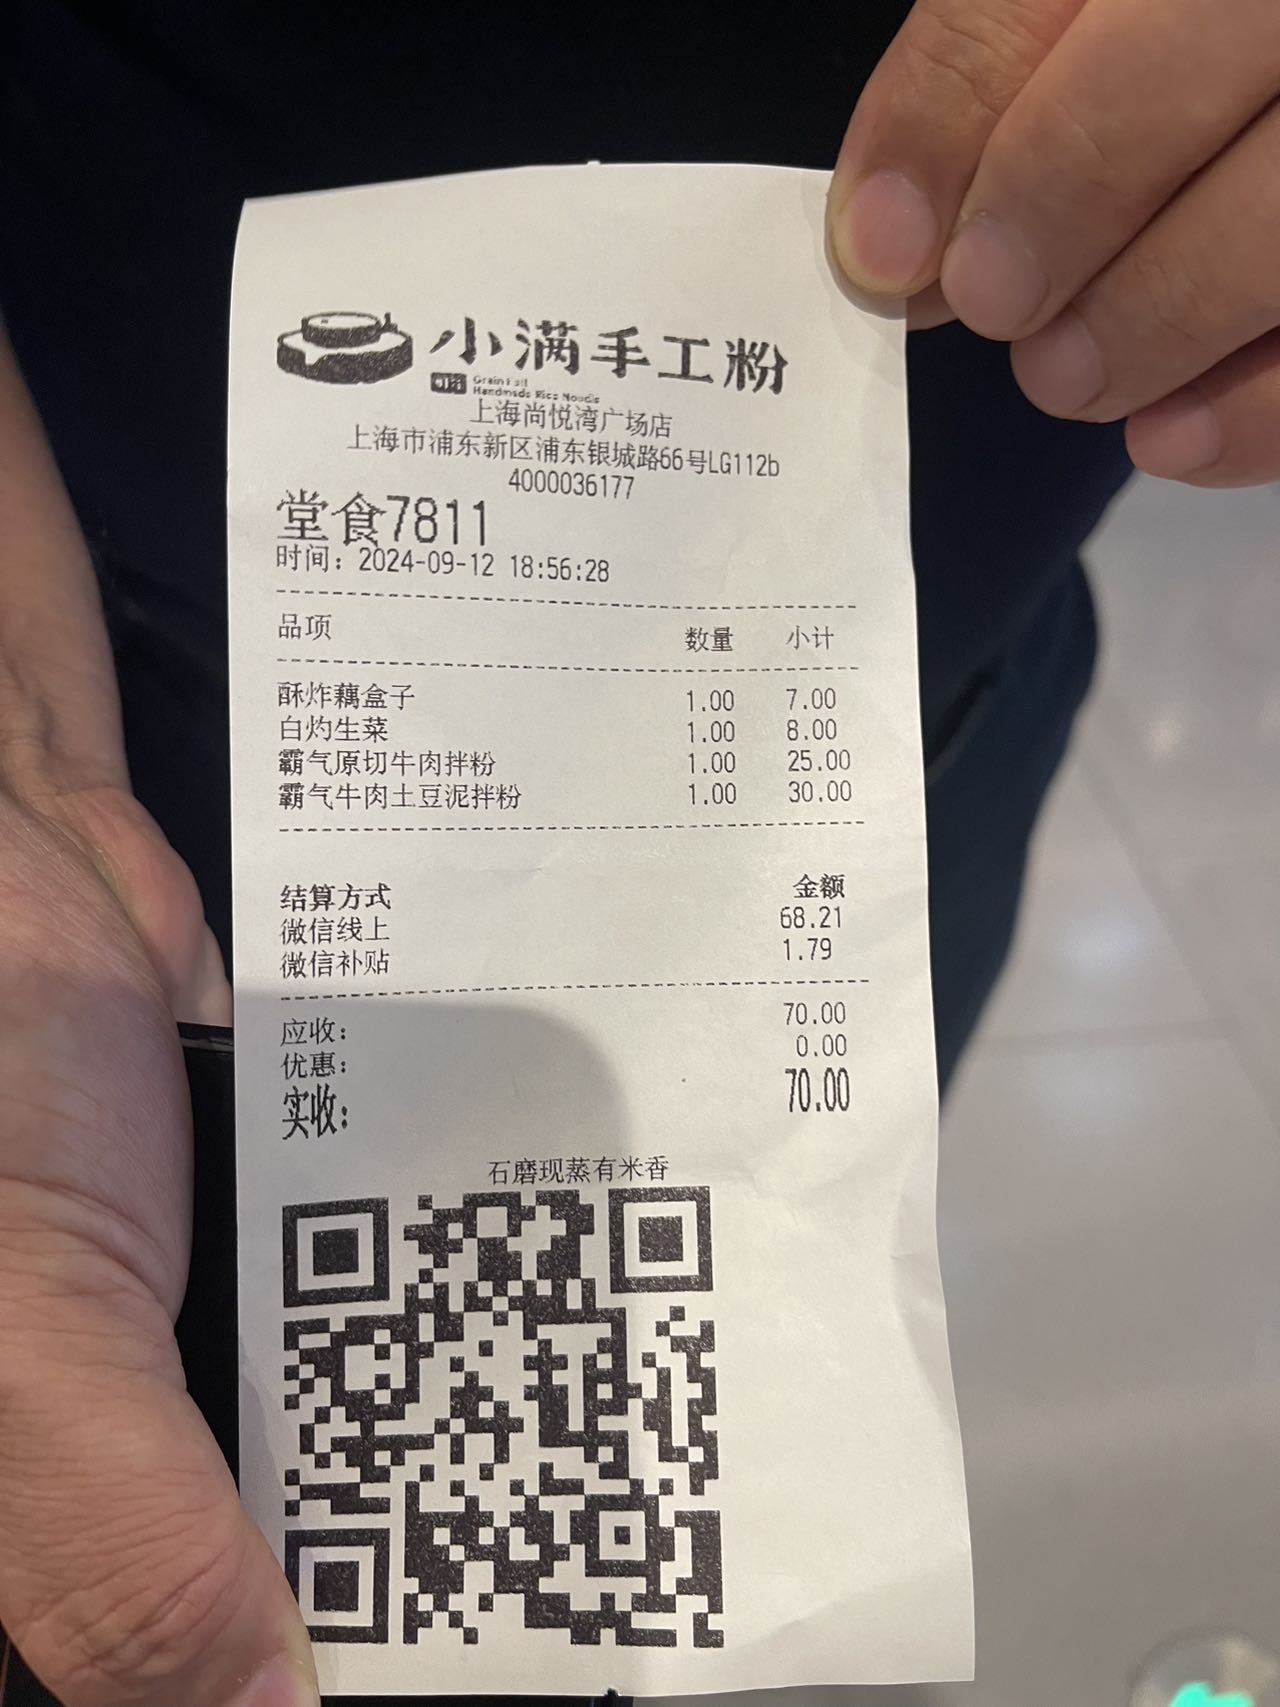 小满手工粉
Handmade Rice Noodle
上海尚悦湾广场店
上海市浦东新区浦东银城路66号LG112b
4000036177
堂食7811
时间：2024-09-12 18:56:28
品项 数量 小计
酥炸藕盒子 1.00 7.00
白灼生菜 1.00 8.00
霸气原切牛肉拌粉 1.00 25.00
霸气牛肉土豆泥拌粉 1.00 30.00
结算方式 金额
微信线上 68.21
微信补贴 1.79
应收： 70.00
优惠： 0.00
实收： 70.00
石磨现蒸有米香